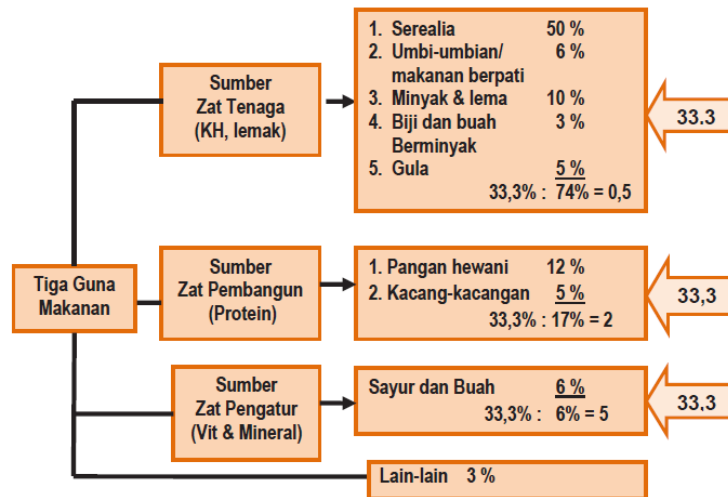 Tiga Guna
Makanan
Sumber
Zat Tenaga
(KH, lemak)
1. Serealia 50 %
2. Umbi-umbian/ 6 %
makanan berpati
3. Minyak & lema 10 %
4. Biji dan buah 3 %
Berminyak
5. Gula 5 %
33,3% : 74% = 0,5
33.3
Sumber
Zat Pembangun
(Protein)
1. Pangan hewani 12 %
2. Kacang-kacangan 5 %
33,3% : 17% = 2
33,3
Sumber
Zat Pengatur
(Vit & Mineral)
Sayur dan Buah 6 %
33,3% : 6% = 5
33,3
Lain-lain 3 %